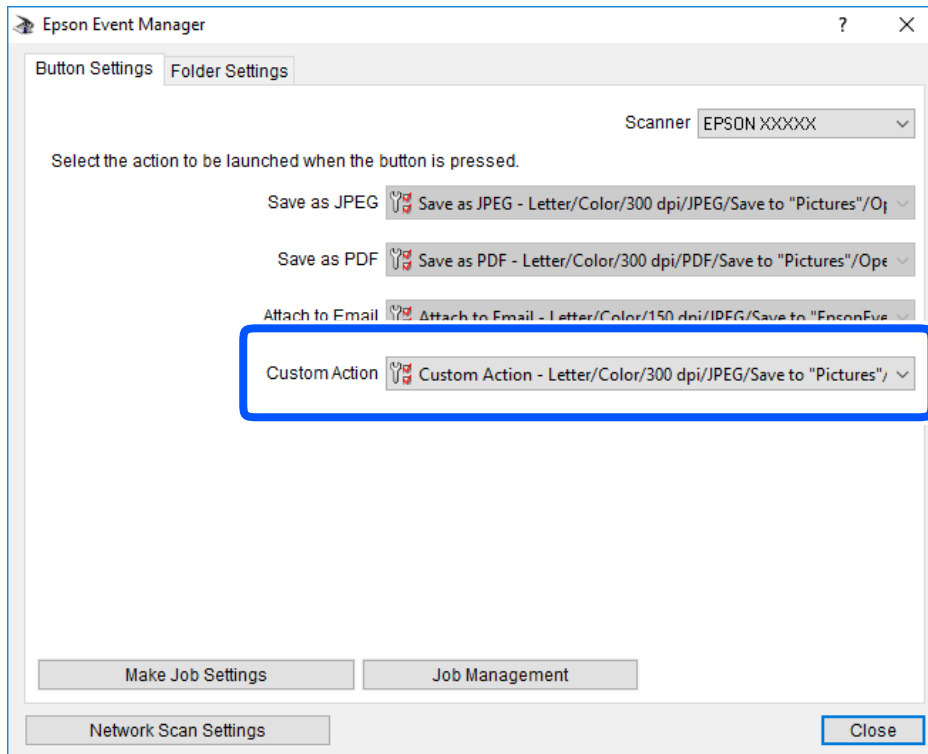 Epson Event Manager
Button Settings Folder Settings
Scanner EPSON XXXXX
Select the action to be launched when the button is pressed.
Save as JPEG Save as JPEG - Letter/Color/300 dpi/JPEG/Save to "Pictures"/Op
Save as PDF Save as PDF - Letter/Color/300 dpi/PDF/Save to "Pictures"/Ope
Attach to Email Attach to Email - Letter/Color/150 dpi/JPEG/Save to "EpsonEve
Custom Action Custom Action - Letter/Color/300 dpi/JPEG/Save to "Pictures"/
Make Job Settings Job Management
Network Scan Settings Close